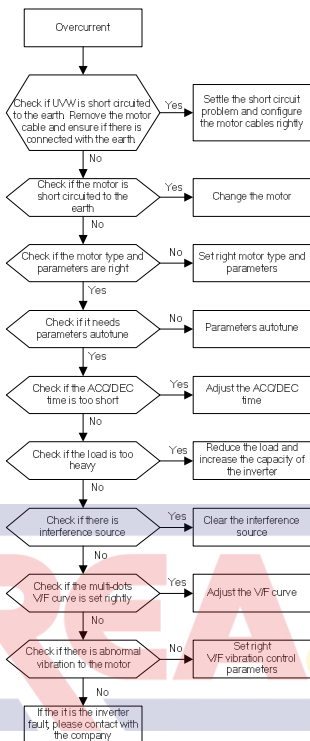 Overcurrent
Check if UVW is short circuited
to the earth. Remove the motor
cable and ensure if there is
connected with the earth.
Yes
Settle the short circuit
problem and configure
the motor cables rightly
No
Check if the motor is
short circuited to the
earth
Yes
Change the motor
No
Check if the motor type and
parameters are right
No
Set right motor type and
parameters
Yes
Check if it needs
parameters autotune
No
Parameters autotune
Yes
Check if the ACC/DEC
time is too short
Yes
Adjust the ACC/DEC
time
No
Check if the load is too
heavy
Yes
Reduce the load and
increase the capacity of
the inverter
No
Check if there is
interference source
Yes
Clear the interference
source
No
Check if the multi-dots
V/F curve is set rightly
Yes
Adjust the V/F curve
No
Check if there is abnormal
vibration to the motor
No
Set right
V/F vibration control
parameters
No
If the it is the inverter
fault, please contact with
the company